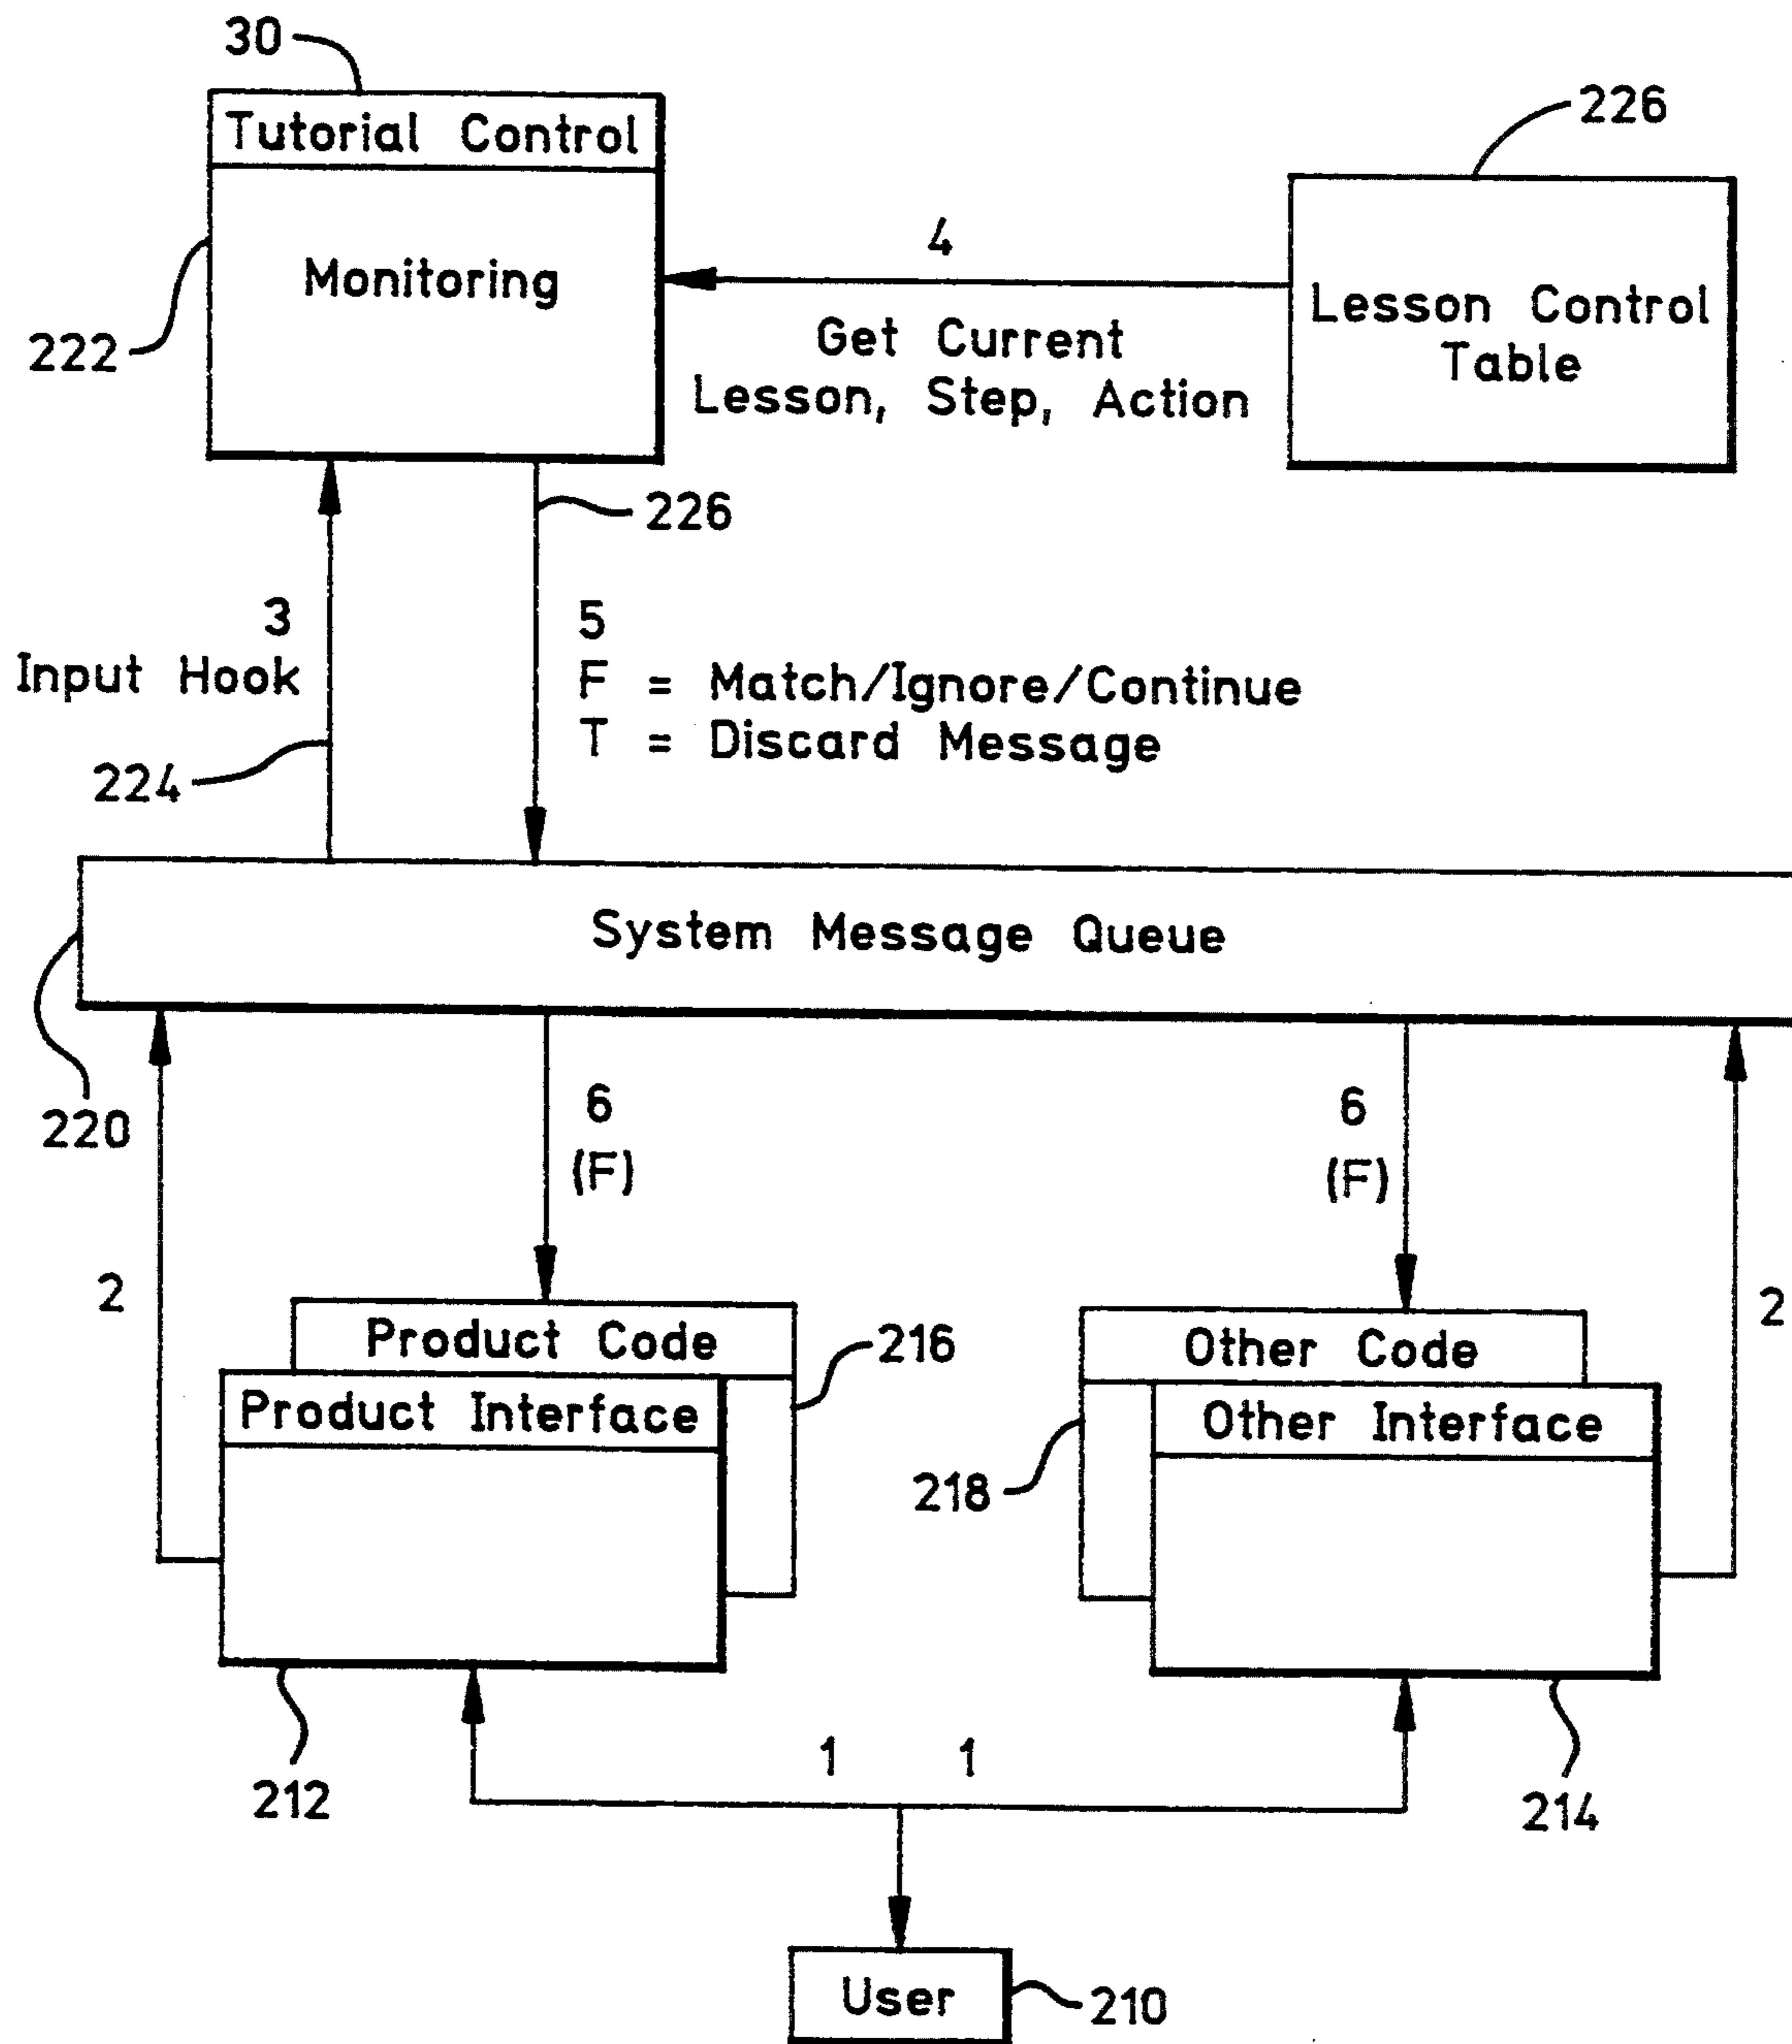 30
Tutorial Control
226
Monitoring
4
Lesson Control
Table
222
Get Current
Lesson, Step, Action
226
3
Input Hook
5
F = Match/Ignore/Continue
T = Discard Message
224
System Message Queue
220
6
(F)
6
(F)
2
2
Product Code
216
Other Code
Product Interface
Other Interface
218
1
1
212
214
User
210